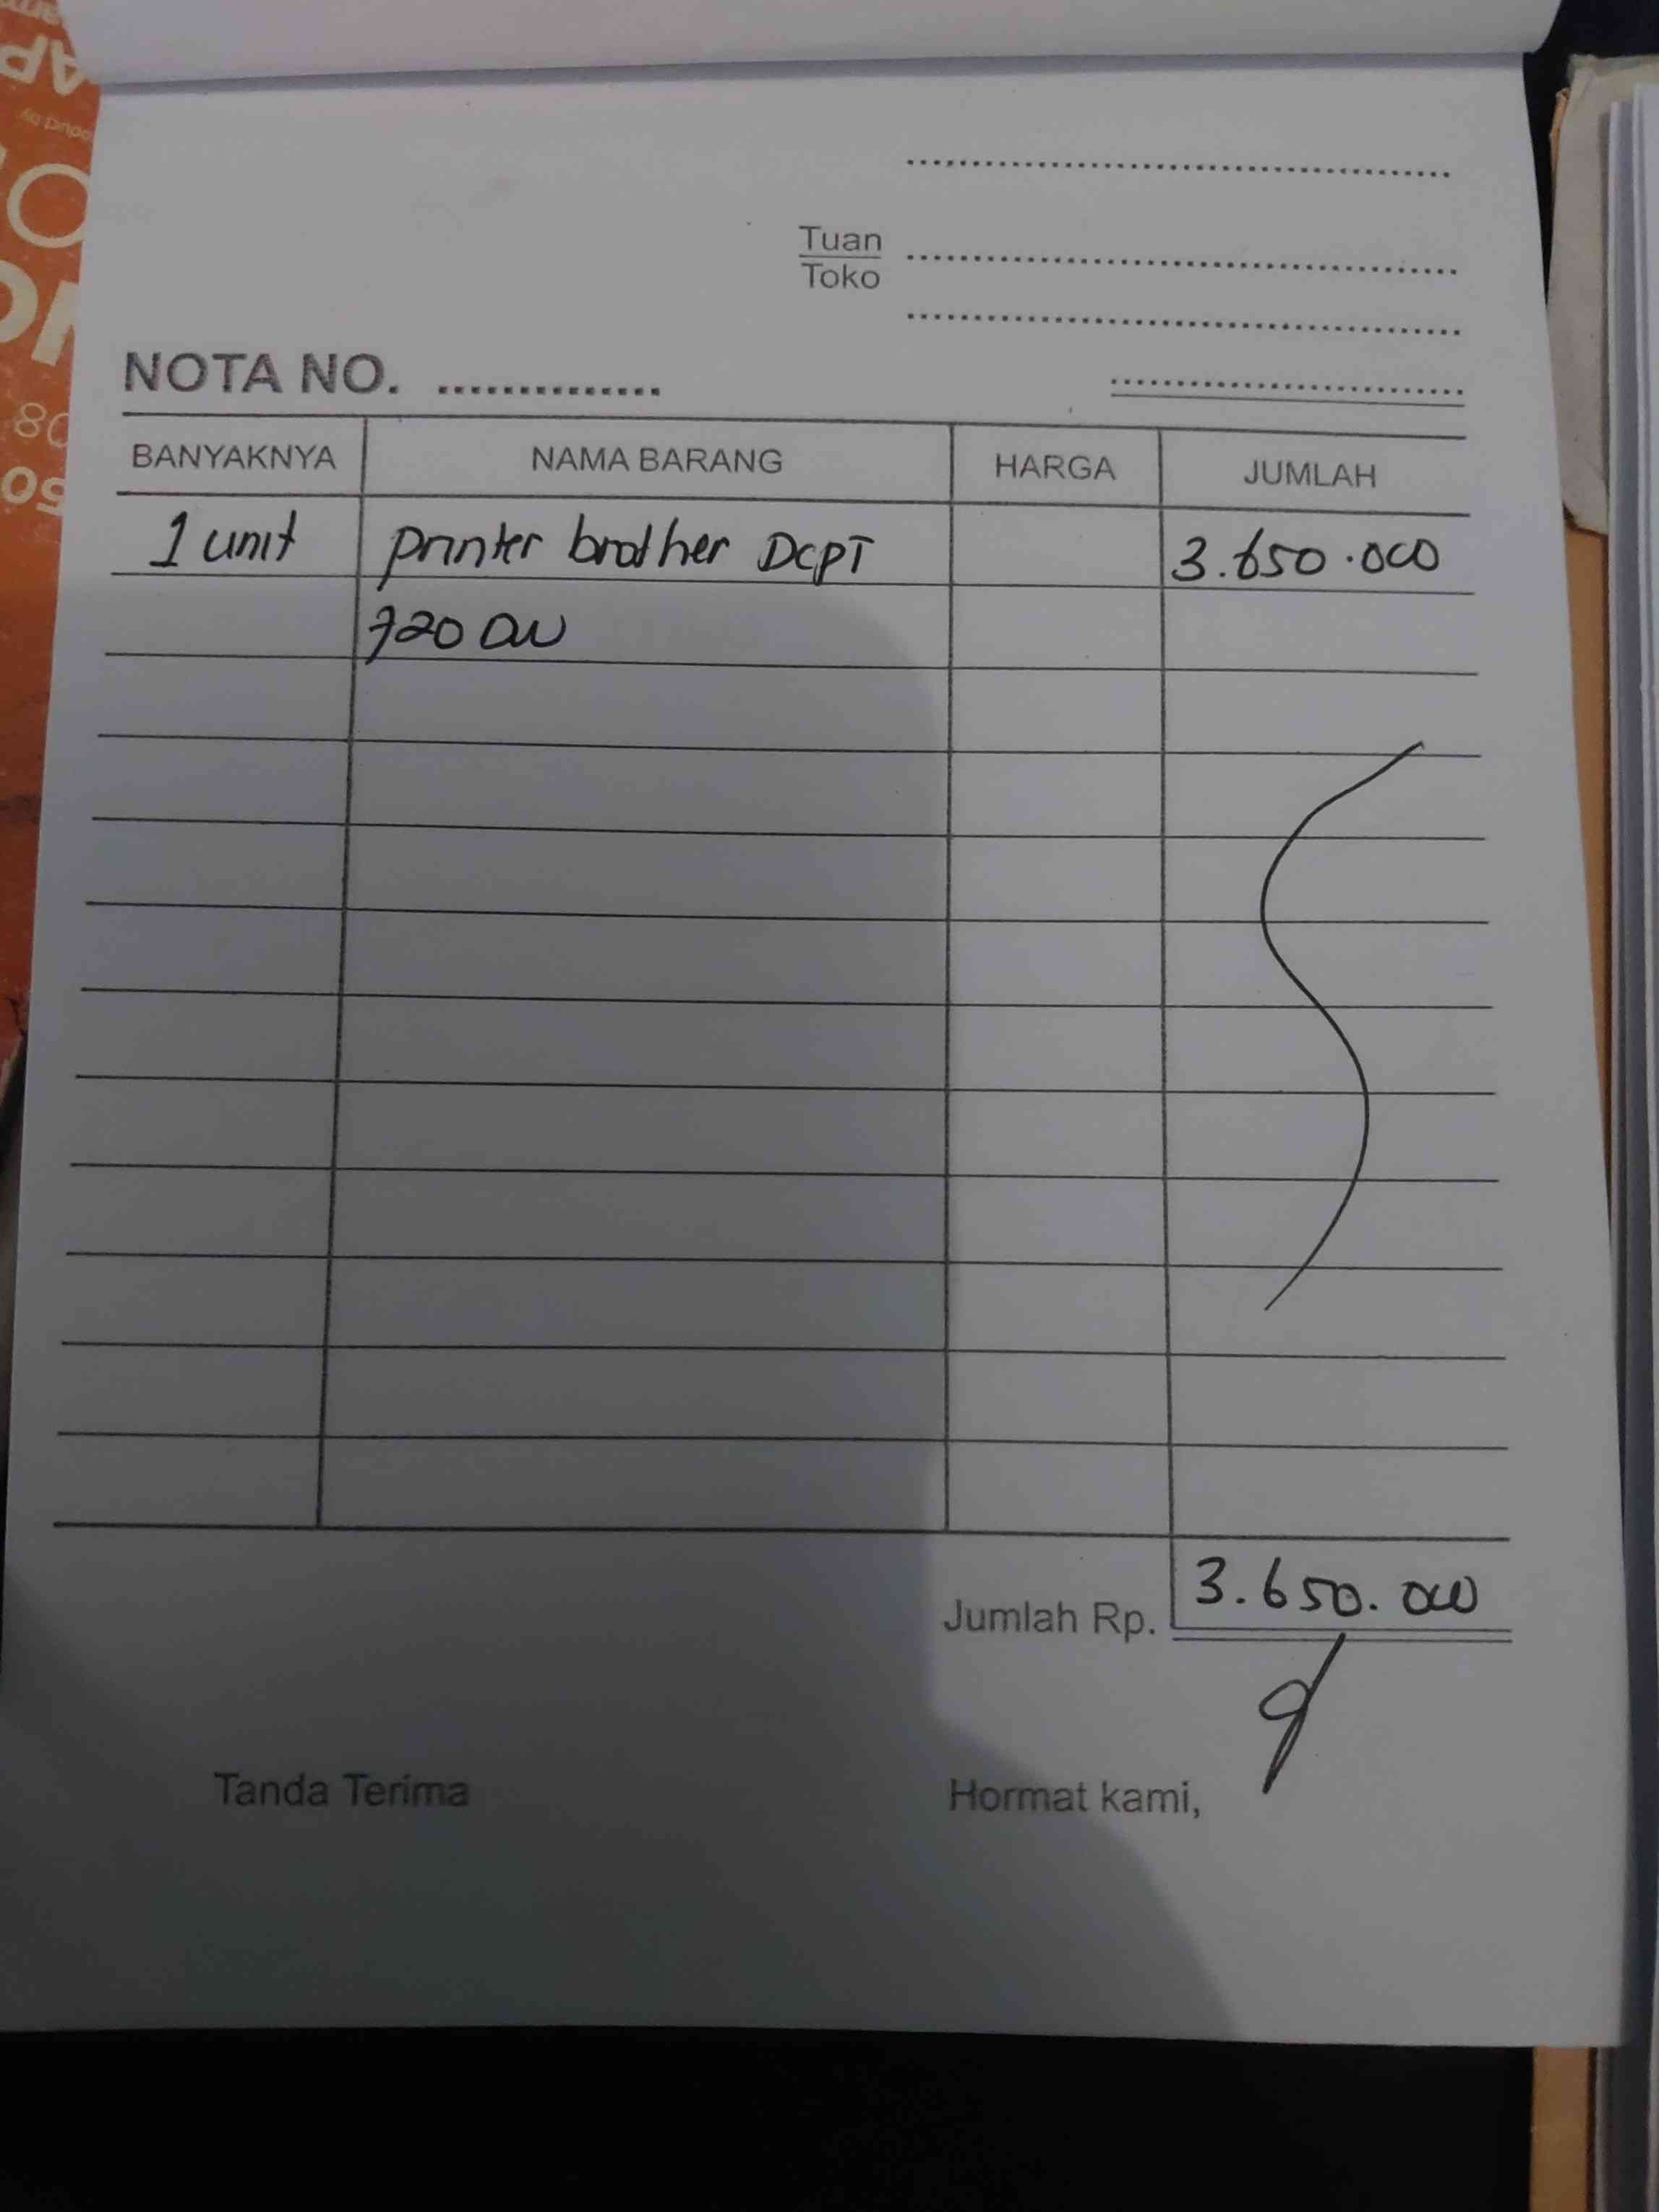 Tuan
Toko
NOTA NO.
BANYAKNYA NAMA BARANG HARGA JUMLAH
1 unit printer brother DCPT 3.650.000
720 DW
Jumlah Rp. 3.650.000
Tanda Terima Hormat kami,